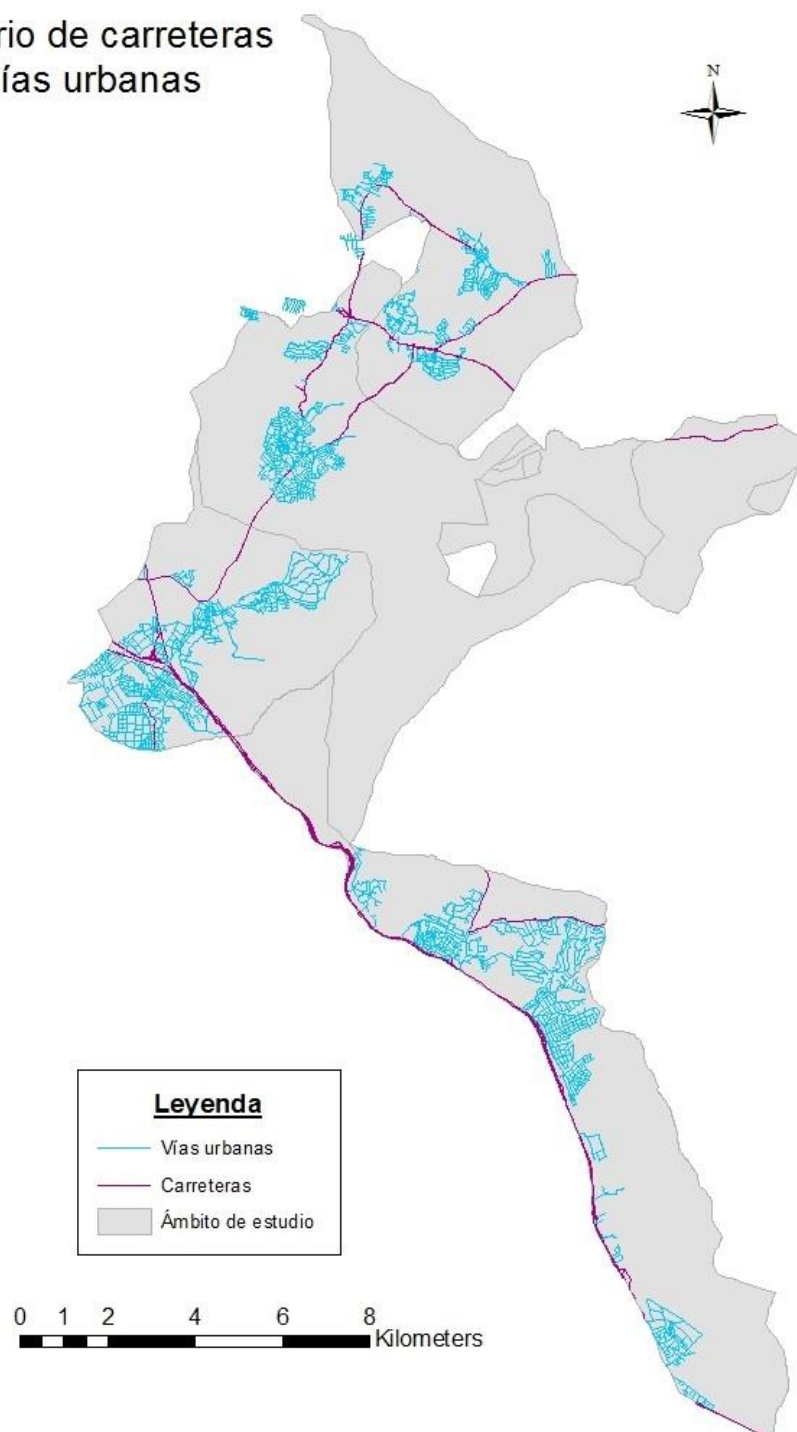 rio de carreteras
ías urbanas
N
Leyenda
Vías urbanas
Carreteras
Ámbito de estudio
0 1 2 4 6 8
Kilometers